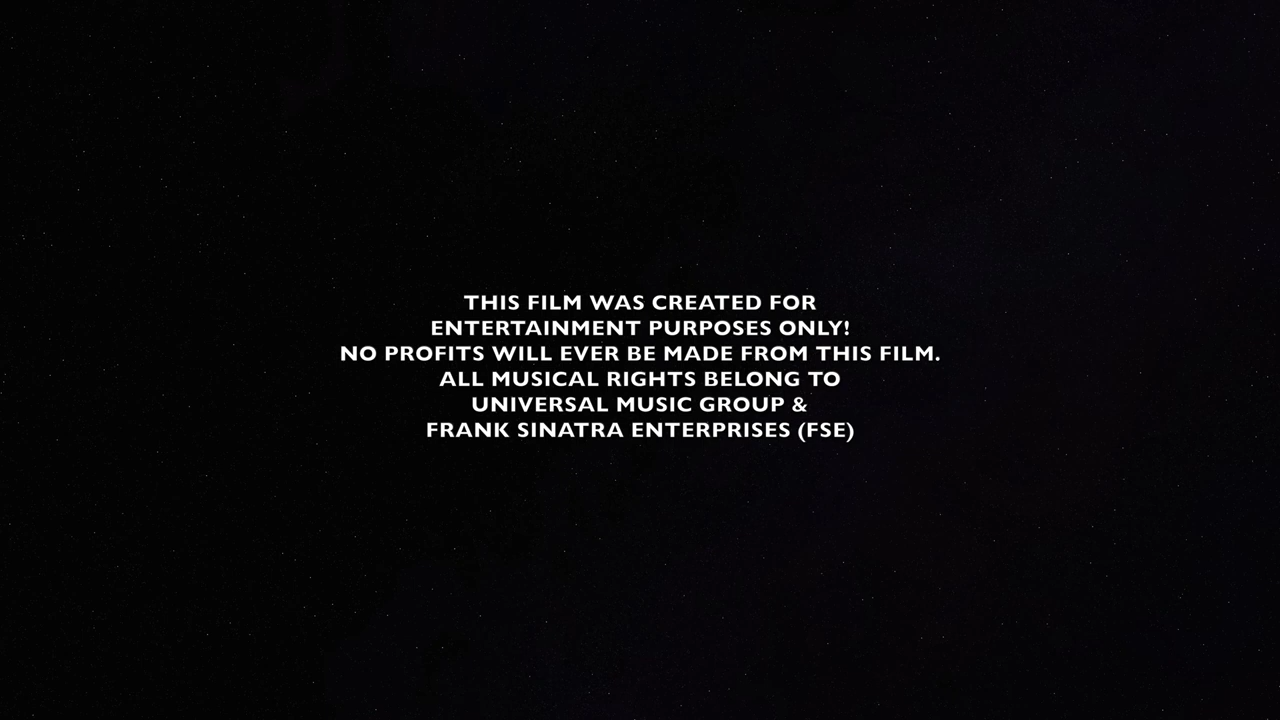 THIS FILM WAS CREATED FOR
ENTERTAINMENT PURPOSES ONLY!
NO PROFITS WILL EVER BE MADE FROM THIS FILM.
ALL MUSICAL RIGHTS BELONG TO
UNIVERSAL MUSIC GROUP &
FRANK SINATRA ENTERPRISES (FSE)